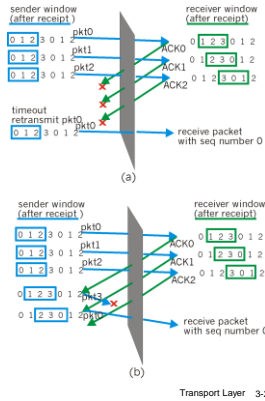 sender window
(after receipt)
receiver window
(after receipt)
0 1 2 3 0 1 2 pkt0
0 1 2 3 0 1 2 pkt1
0 1 2 3 0 1 2 pkt2
ACK0 0 1 2 3 0 1 2
ACK1 0 1 2 3 0 1 2
ACK2 0 1 2 3 0 1 2
timeout
retransmit pkt0
0 1 2 3 0 1 2 pkt0
receive packet
with seq number 0
(a)
sender window
(after receipt)
receiver window
(after receipt)
0 1 2 3 0 1 2 pkt0
0 1 2 3 0 1 2 pkt1
0 1 2 3 0 1 2 pkt2
ACK0 0 1 2 3 0 1 2
ACK1 0 1 2 3 0 1 2
ACK2 0 1 2 3 0 1 2
0 1 2 3 0 1 2 pkt3
0 1 2 3 0 1 2 pkt0
receive packet
with seq number 0
(b)
Transport Layer